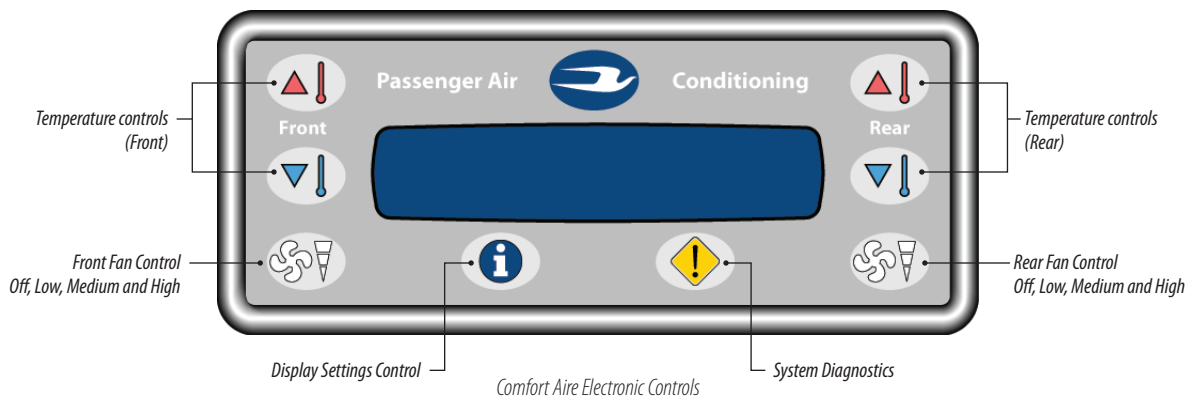 Passenger Air Conditioning
Temperature controls
(Front)
Front
Rear
Temperature controls
(Rear)
Front Fan Control
Off, Low, Medium and High
Rear Fan Control
Off, Low, Medium and High
Display Settings Control
System Diagnostics
Comfort Aire Electronic Controls